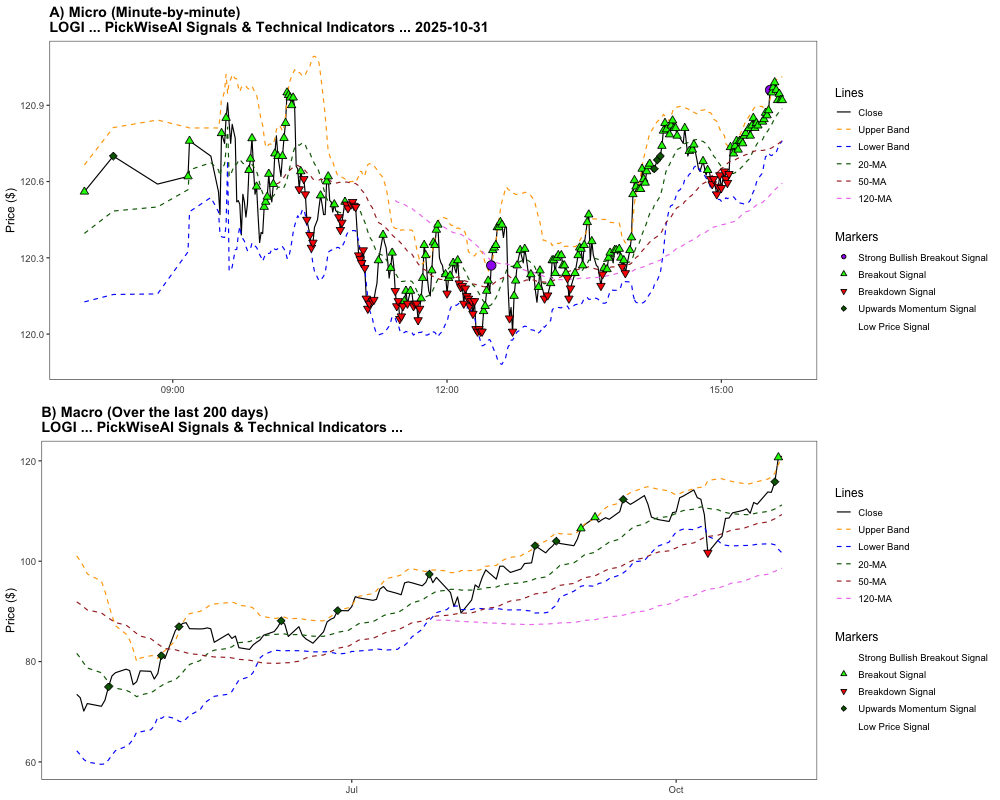 A) Micro (Minute-by-minute)
LOGI ... PickWiseAI Signals & Technical Indicators ... 2025-10-31
Price ($)
120.9
120.6
120.3
120.0
09:00
12:00
15:00
Lines
Close
Upper Band
Lower Band
20-MA
50-MA
120-MA
Markers
Strong Bullish Breakout Signal
Breakout Signal
Breakdown Signal
Upwards Momentum Signal
Low Price Signal
B) Macro (Over the last 200 days)
LOGI ... PickWiseAI Signals & Technical Indicators ...
Price ($)
120
100
80
60
Jul
Oct
Lines
Close
Upper Band
Lower Band
20-MA
50-MA
120-MA
Markers
Strong Bullish Breakout Signal
Breakout Signal
Breakdown Signal
Upwards Momentum Signal
Low Price Signal